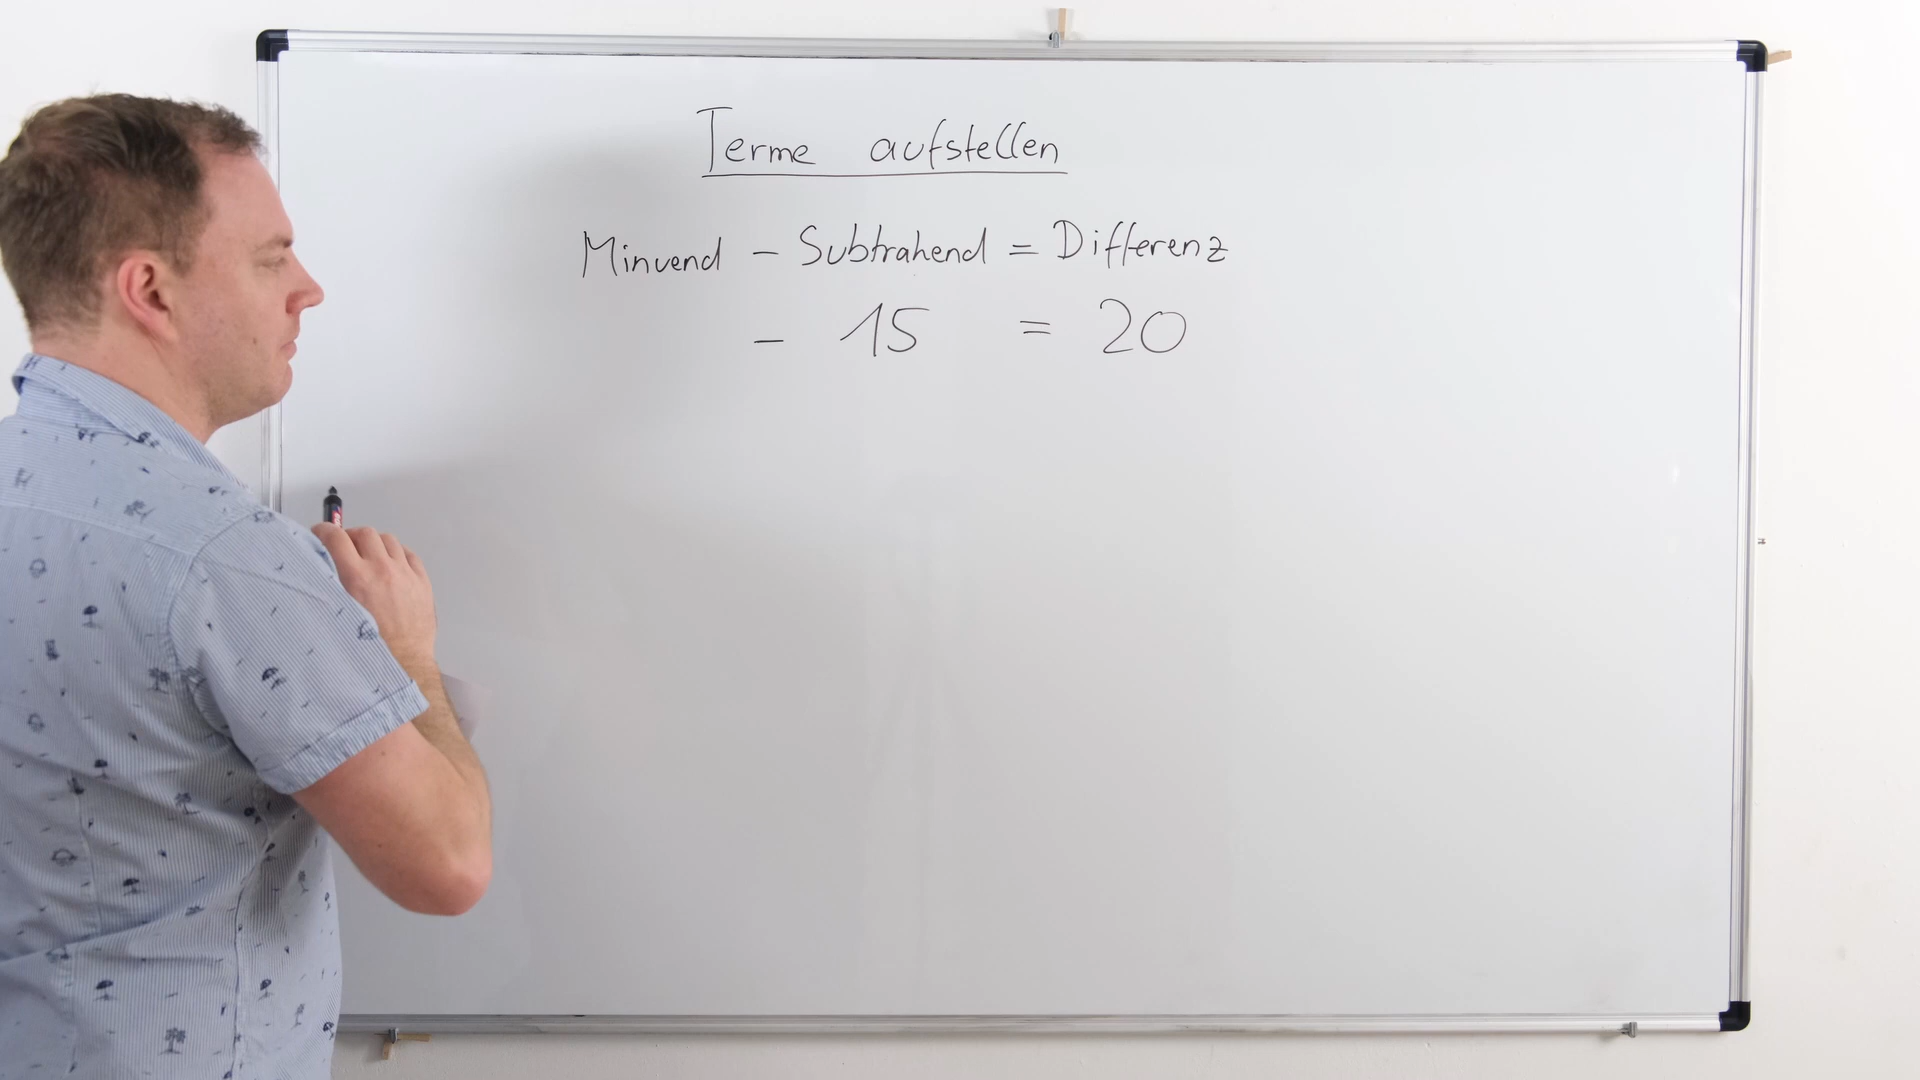 Terme aufstellen
Minuend - Subtrahend = Differenz
- 15 = 20